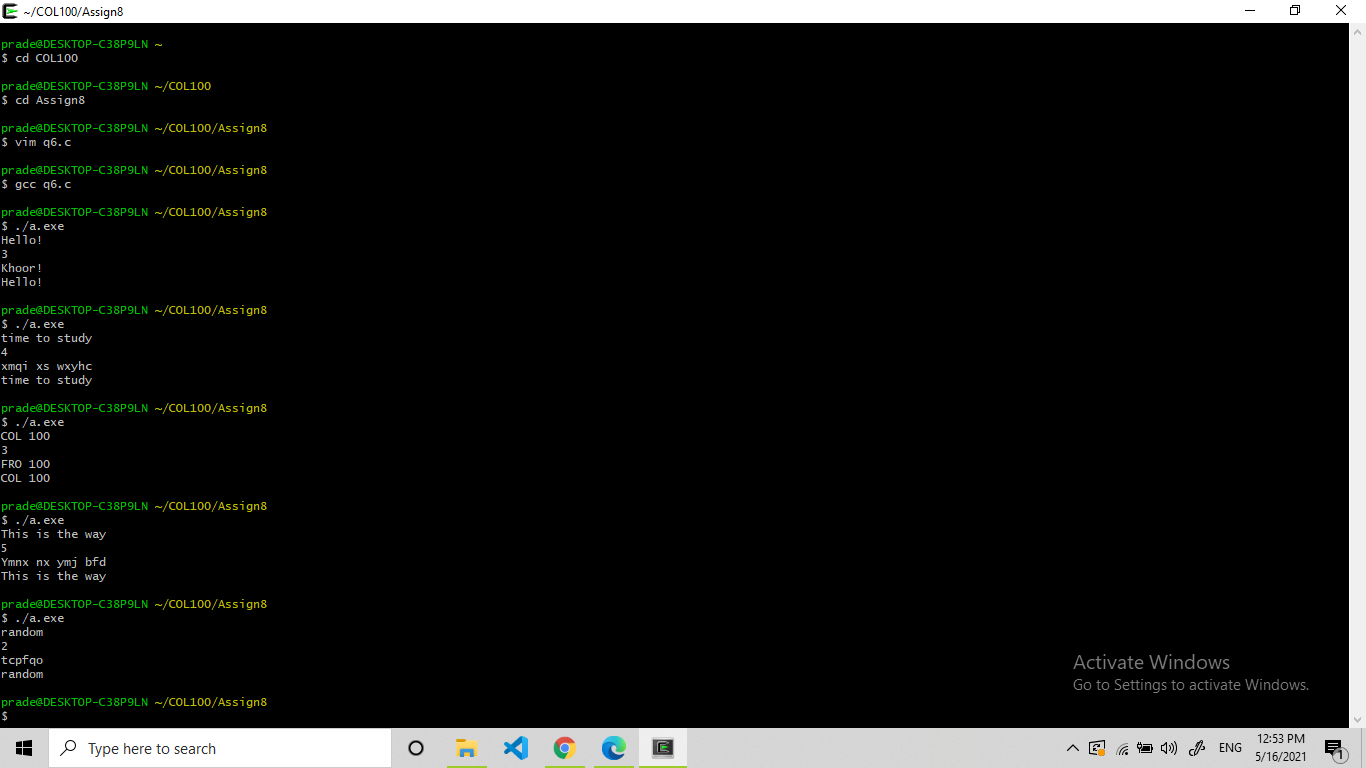 ~/COL100/Assign8
prade@DESKTOP-C38P9LN ~
$ cd COL100
prade@DESKTOP-C38P9LN ~/COL100
$ cd Assign8
prade@DESKTOP-C38P9LN ~/COL100/Assign8
$ vim q6.c
prade@DESKTOP-C38P9LN ~/COL100/Assign8
$ gcc q6.c
prade@DESKTOP-C38P9LN ~/COL100/Assign8
$ ./a.exe
Hello!
3
Khoor!
Hello!
prade@DESKTOP-C38P9LN ~/COL100/Assign8
$ ./a.exe
time to study
4
xmqi xs wxyhc
time to study
prade@DESKTOP-C38P9LN ~/COL100/Assign8
$ ./a.exe
COL 100
3
FRO 100
COL 100
prade@DESKTOP-C38P9LN ~/COL100/Assign8
$ ./a.exe
This is the way
5
Ymnx nx ymj bfd
This is the way
prade@DESKTOP-C38P9LN ~/COL100/Assign8
$ ./a.exe
random
2
tcpfqo
random
prade@DESKTOP-C38P9LN ~/COL100/Assign8
$
Activate Windows
Go to Settings to activate Windows.
Type here to search
ENG
12:53 PM
5/16/2021
1